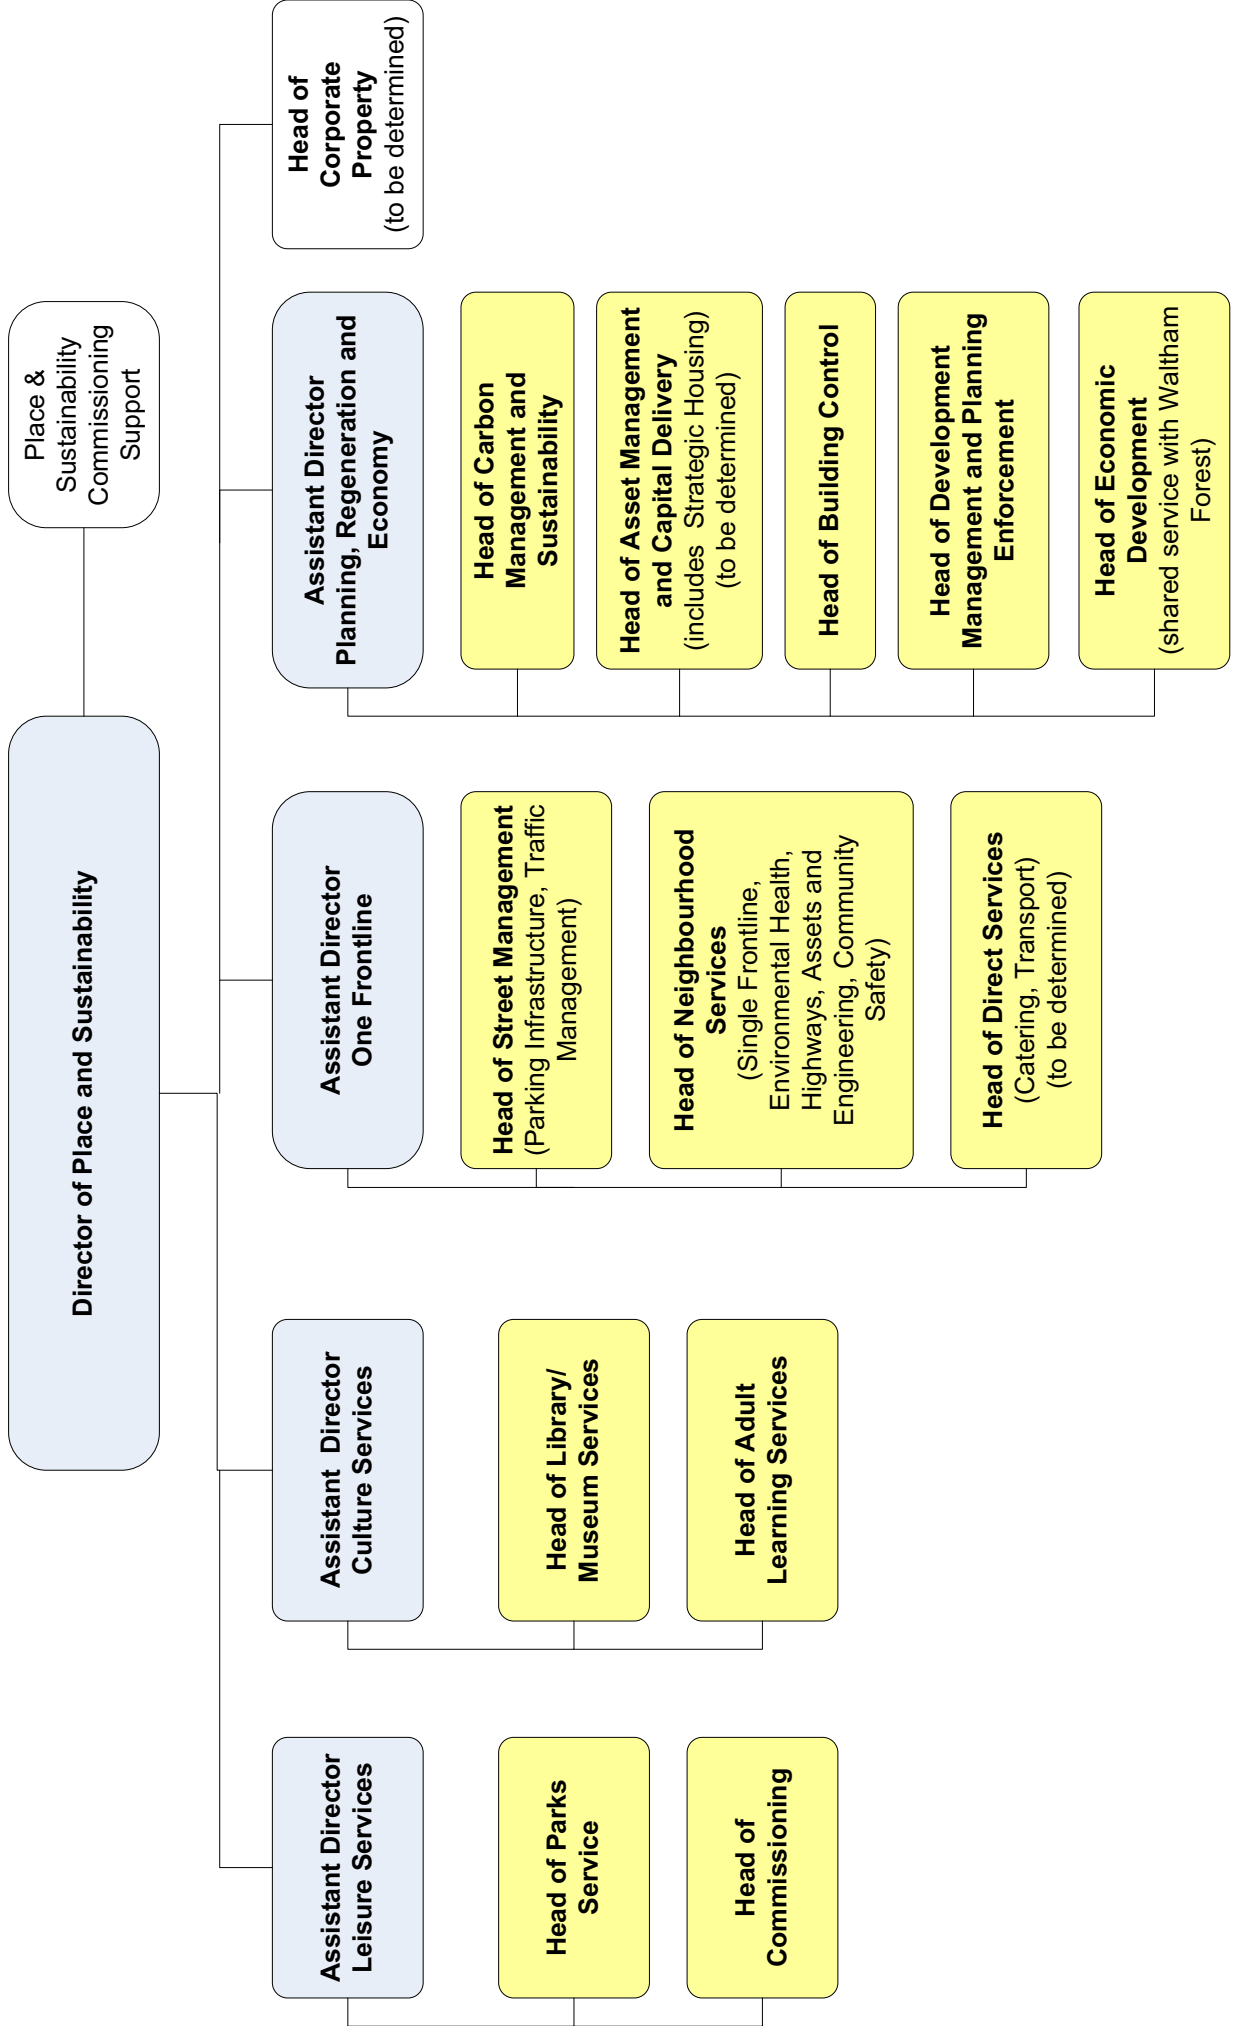 Director of Place and Sustainability
Place &
Sustainability
Commissioning
Support
Assistant Director
Leisure Services
Head of Parks
Service
Head of
Commissioning
Assistant  Director
Culture Services
Head of Library/
Museum Services
Head of Adult
Learning Services
Assistant Director
One Frontline
Head of Street Management
(Parking Infrastructure, Traffic
Management)
Head of Neighbourhood
Services
(Single Frontline,
Environmental Health,
Highways, Assets and
Engineering, Community
Safety)
Head of Direct Services
(Catering, Transport)
(to be determined)
Assistant Director
Planning, Regeneration and
Economy
Head of Carbon
Management and
Sustainability
Head of Asset Management
and Capital Delivery
(includes  Strategic Housing)
(to be determined)
Head of Building Control
Head of Development
Management and Planning
Enforcement
Head of Economic
Development
(shared service with Waltham
Forest)
Head of
Corporate
Property
(to be determined)